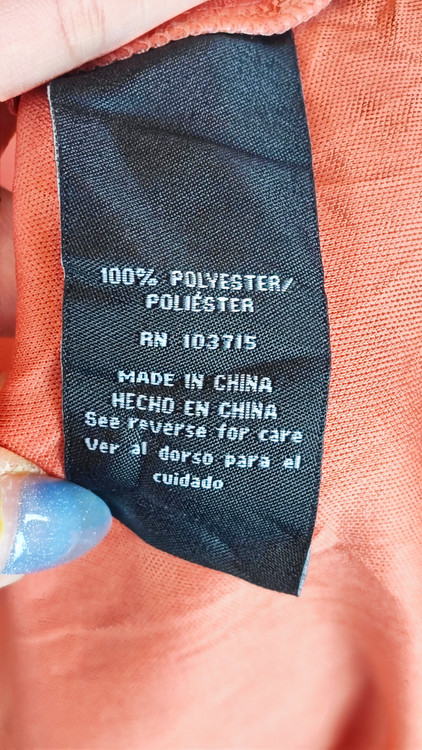 100% POLYESTER/
POLIÉSTER
RN 103715
MADE IN CHINA
HECHO EN CHINA
See reverse for care
Ver al dorso para el
cuidado